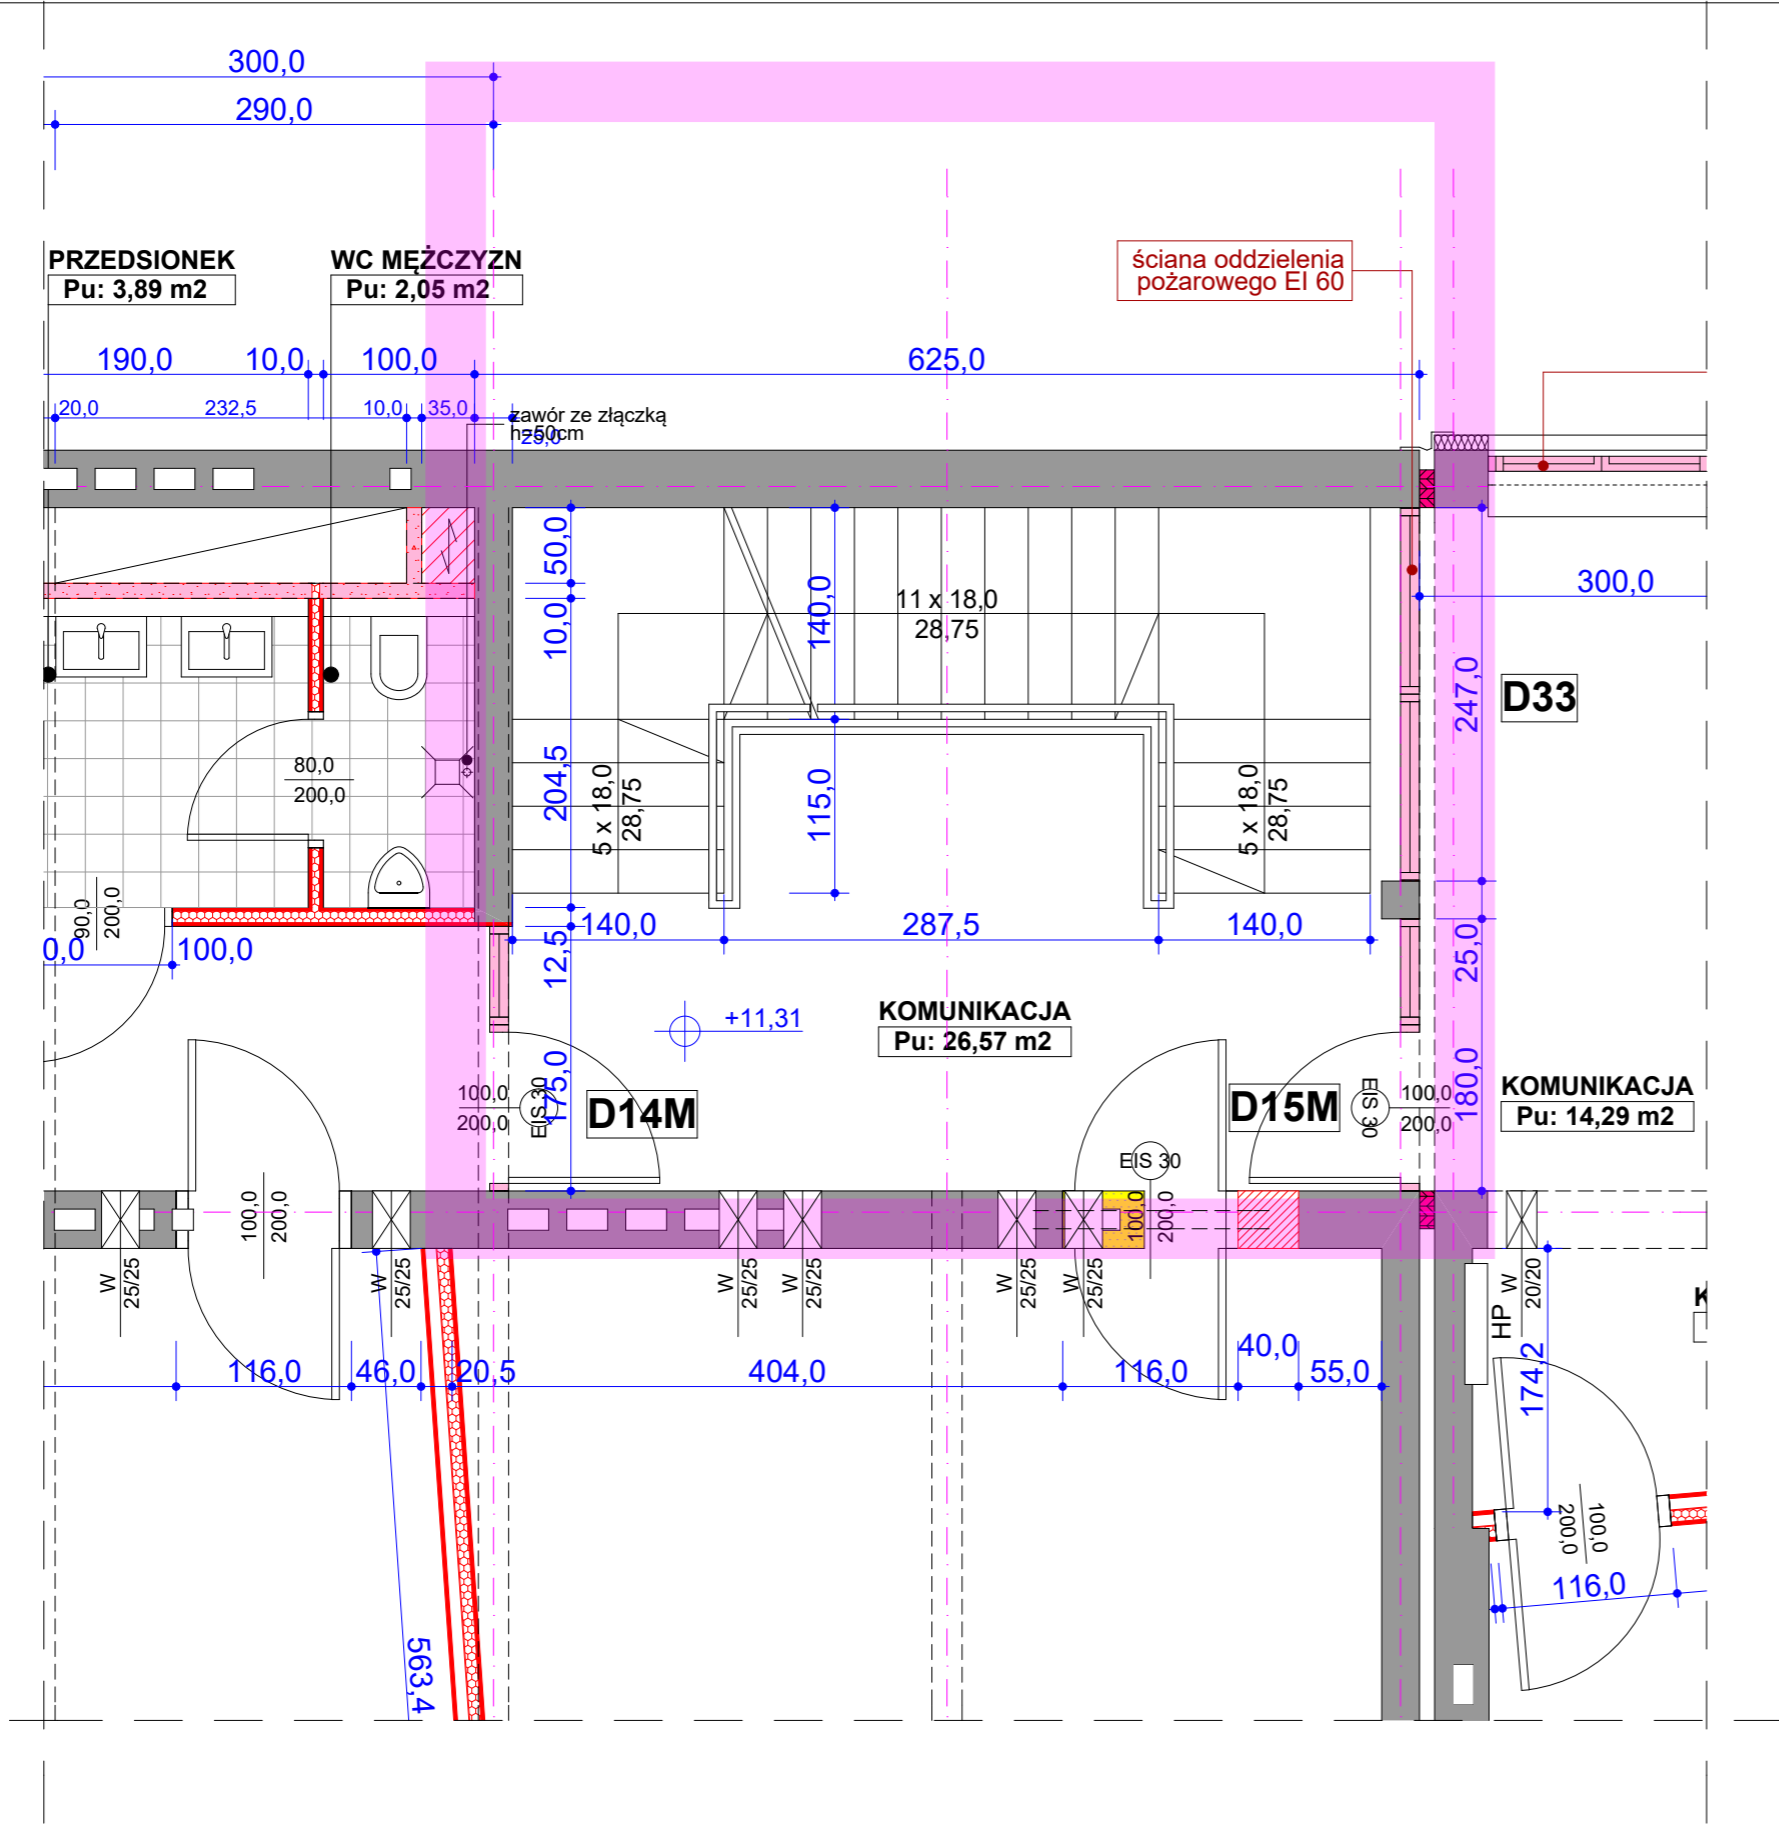 300,0
290,0
PRZEDSIONEK
Pu: 3,89 m2
WC MĘŻCZYZN
Pu: 2,05 m2
ściana oddzielenia
pożarowego EI 60
190,0
10,0
100,0
625,0
20,0
232,5
10,0
35,0
25,0
zawór ze złączką
h=50cm
50,0
10,0
204,5
12,5
175,0
140,0
115,0
11 x 18,0
28,75
5 x 18,0
28,75
5 x 18,0
28,75
300,0
247,0
D33
25,0
180,0
80,0
200,0
90,0
200,0
0,0
100,0
140,0
287,5
140,0
+11,31
KOMUNIKACJA
Pu: 26,57 m2
100,0
200,0
EIS 30
D14M
D15M
EIS 30
100,0
200,0
KOMUNIKACJA
Pu: 14,29 m2
EIS 30
100,0
200,0
100,0
200,0
W
25/25
W
25/25
W
25/25
W
25/25
W
25/25
W
25/25
W
20/20
HP
K
116,0
46,0
20,5
404,0
116,0
40,0
55,0
174,2
100,0
200,0
116,0
563,4